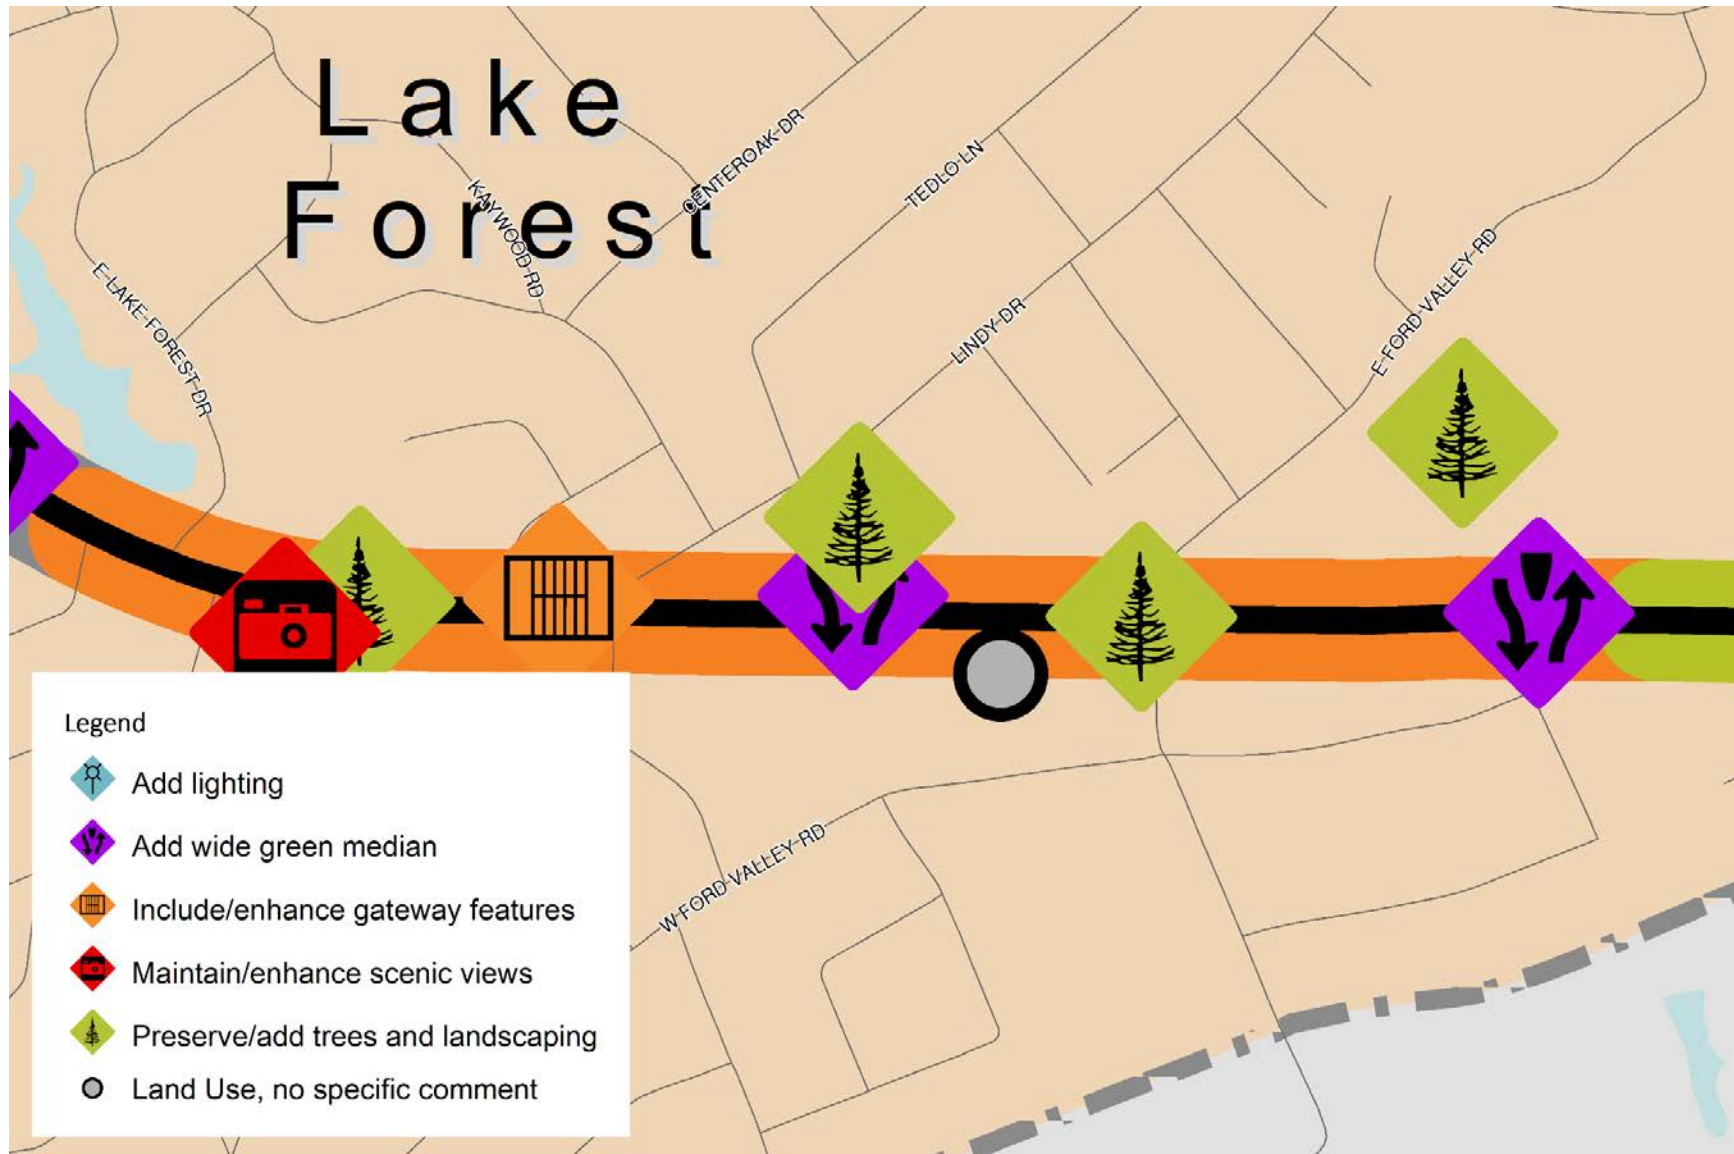 Lake
Forest
CENTEROAK DR
KAYWOOD RD
TEDLO LN
E LAKE FOREST DR
LINDY DR
E FORD VALLEY RD
W FORD VALLEY RD
Legend
Add lighting
Add wide green median
Include/enhance gateway features
Maintain/enhance scenic views
Preserve/add trees and landscaping
Land Use, no specific comment